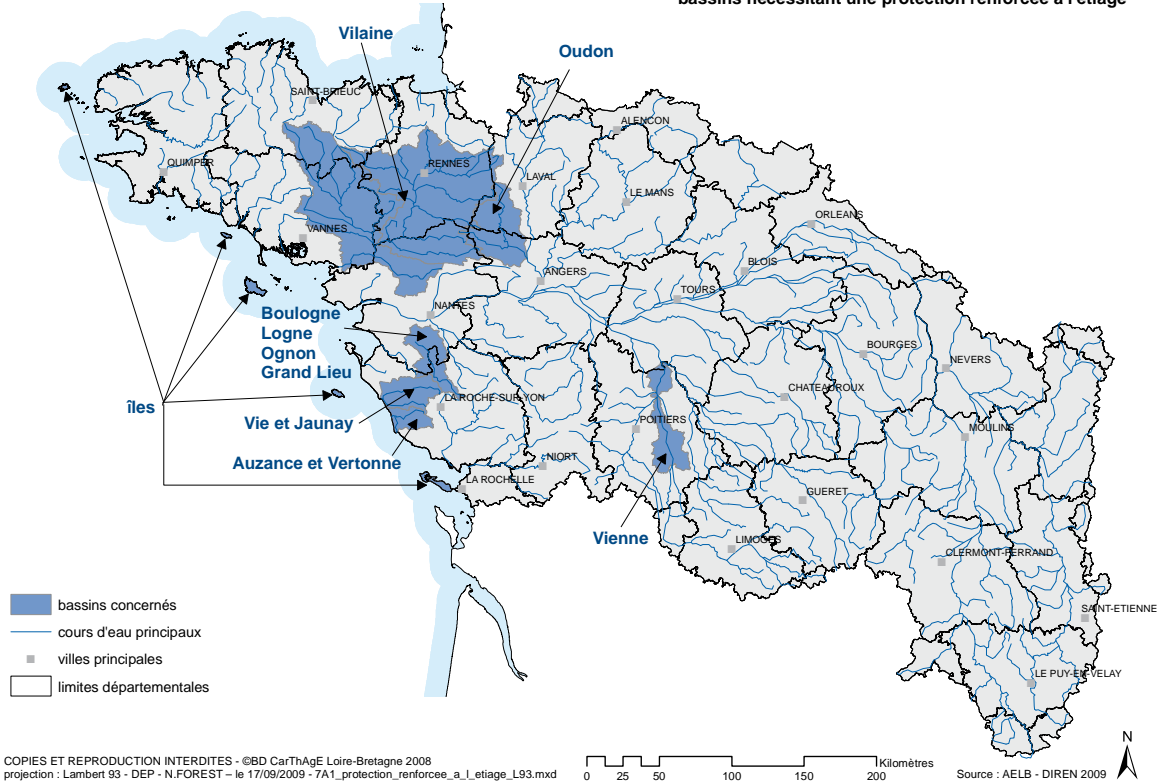 bassins nécessitant une protection renforcée à l'étiage
Vilaine
Oudon
SAINT-BRIEUC
ALENCON
QUIMPER
RENNES
LAVAL
LE MANS
ORLEANS
VANNES
ANGERS
BLOIS
TOURS
NANTES
Boulogne
Logne
Ognon
Grand Lieu
BOURGES
NEVERS
îles
LA ROCHE-SUR-YON
CHATEAUROUX
Vie et Jaunay
POITIERS
MOULINS
Auzance et Vertonne
NIORT
LA ROCHELLE
GUERET
Vienne
LIMOGES
CLERMONT-FERRAND
SAINT-ETIENNE
LE PUY-EN-VELAY
bassins concernés
cours d'eau principaux
villes principales
limites départementales
N
COPIES ET REPRODUCTION INTERDITES - ©BD CarThAgE Loire-Bretagne 2008
projection : Lambert 93 - DEP - N.FOREST – le 17/09/2009 - 7A1_protection_renforcee_a_l_etiage_L93.mxd
Kilomètres
0 25 50 100 150 200
Source : AELB - DIREN 2009